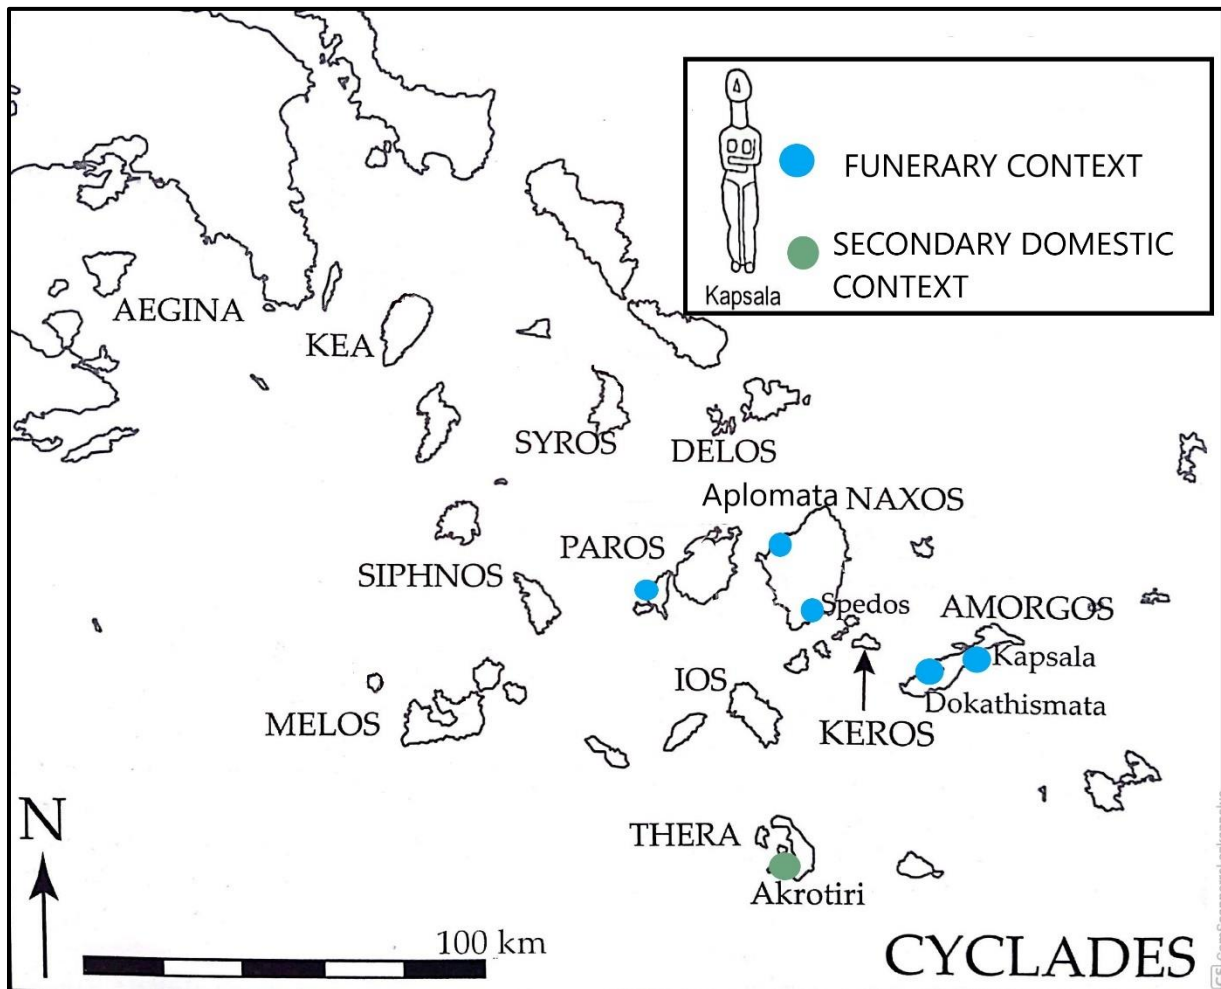 FUNERARY CONTEXT
SECONDARY DOMESTIC
CONTEXT
Kapsala
AEGINA
KEA
SYROS
DELOS
Aplomata
NAXOS
PAROS
SIPHNOS
Spedos
AMORGOS
Kapsala
Dokathismata
IOS
KEROS
MELOS
THERA
Akrotiri
N
100 km
CYCLADES